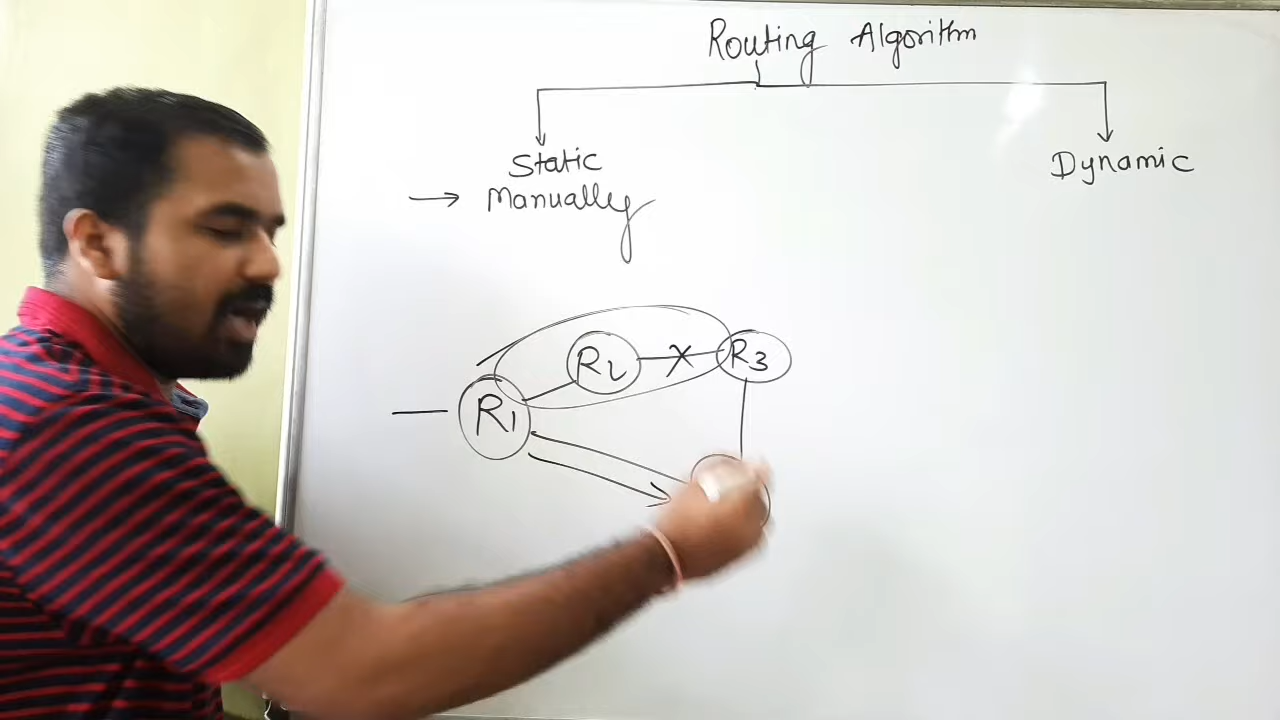 Routing Algorithm
Static
Dynamic
→ Manually
R2
R3
R1